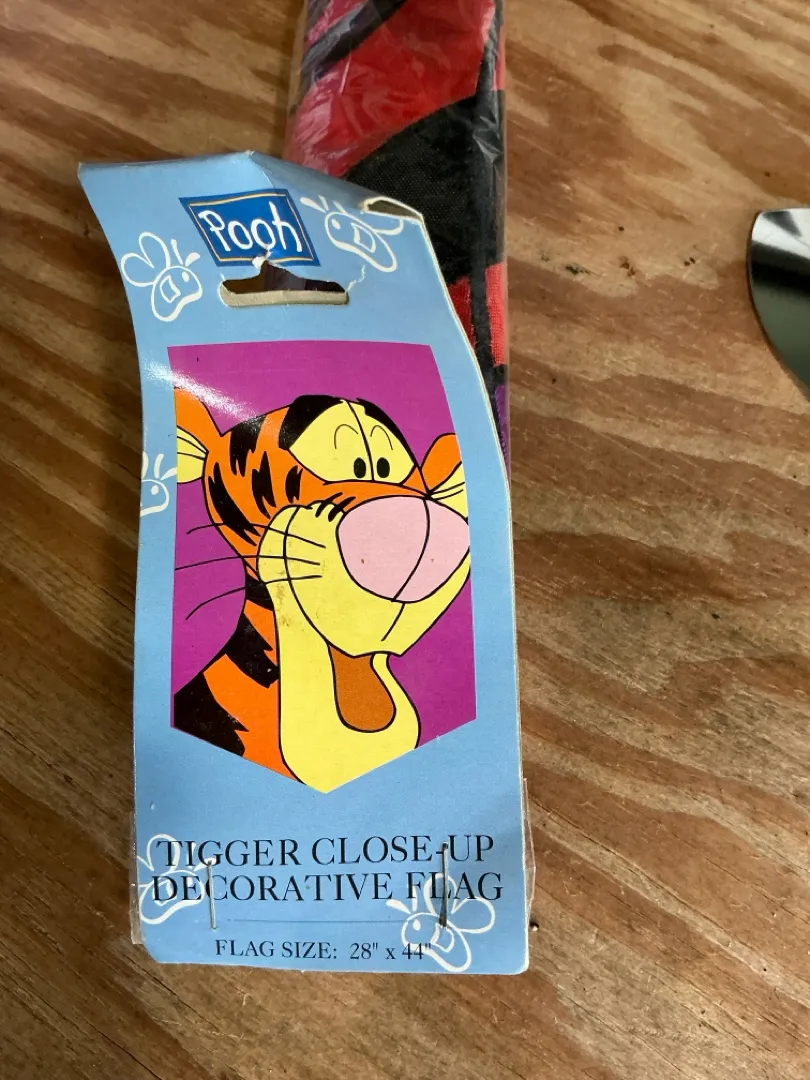 Pooh
TIGGER CLOSE-UP
DECORATIVE FLAG
FLAG SIZE: 28" x 44"